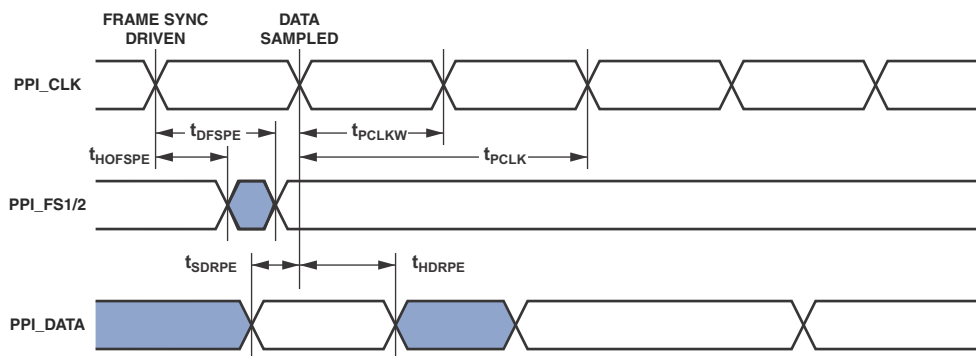 FRAME SYNC
DRIVEN
DATA
SAMPLED
PPI_CLK
tDFSPE
tPCLKW
tHOFSPE
tPCLK
PPI_FS1/2
tSDRPE
tHDRPE
PPI_DATA